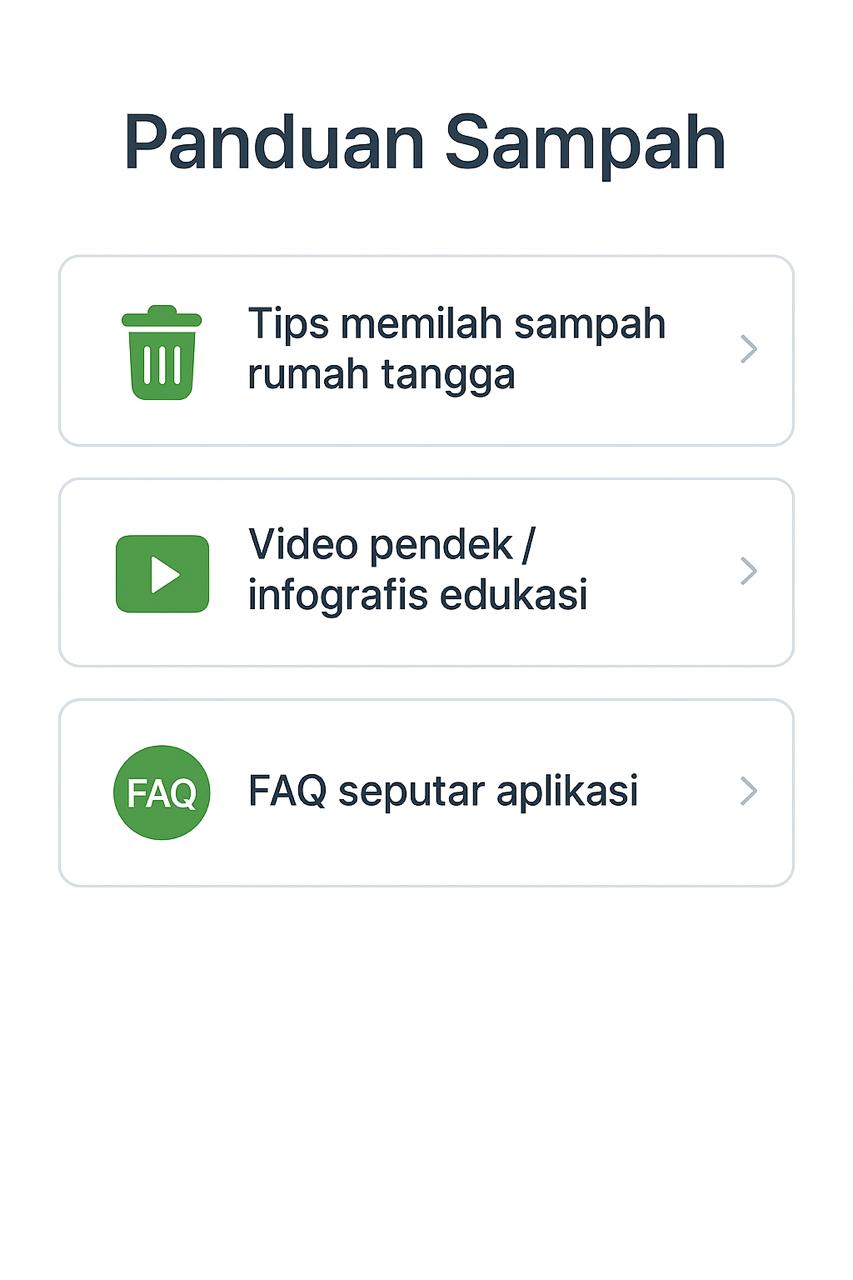 Panduan Sampah
Tips memilah sampah
rumah tangga
Video pendek /
infografis edukasi
FAQ
FAQ seputar aplikasi